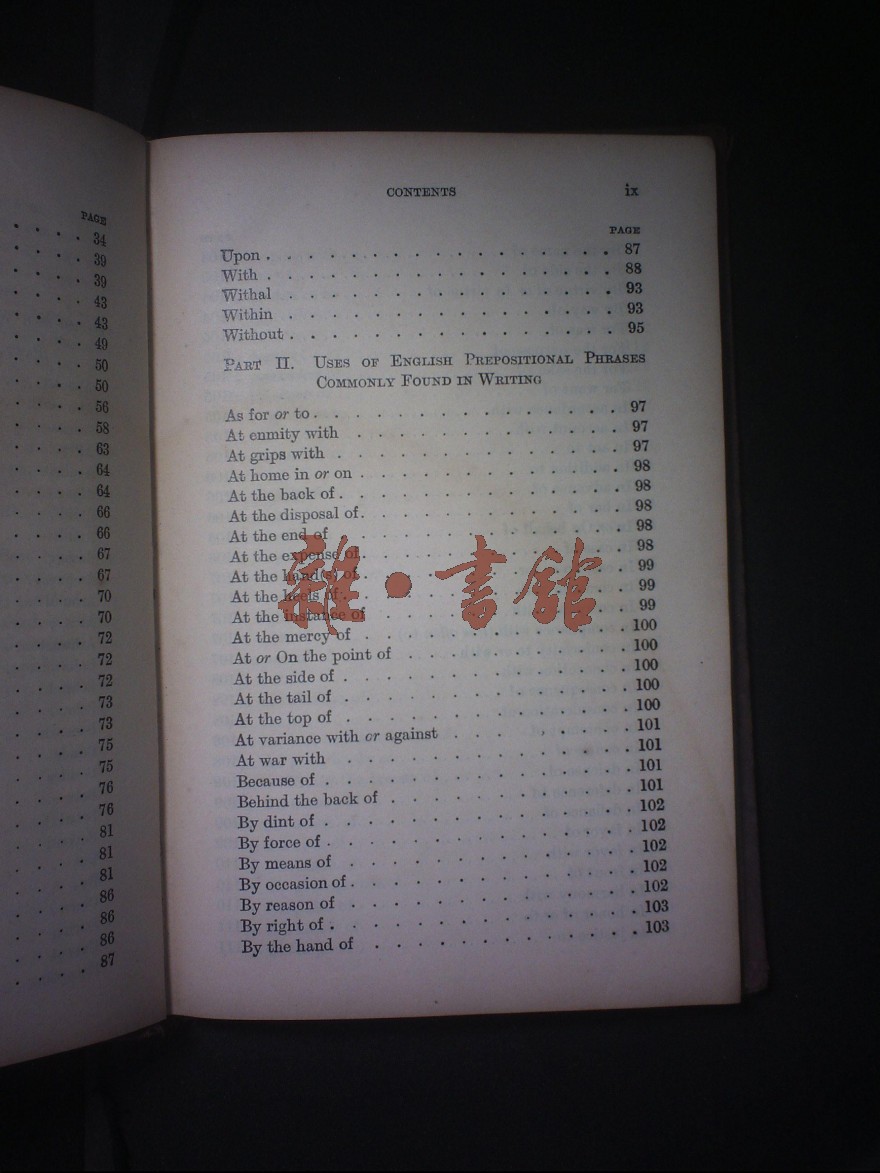 PAGE
34
39
39
43
43
49
50
50
56
58
63
64
64
66
66
67
67
70
70
72
72
72
73
73
75
75
76
76
81
81
81
86
86
86
87
CONTENTS ix
PAGE
Upon . . . . . . . . . . . . . . . . 87
With . . . . . . . . . . . . . . . . 88
Withal . . . . . . . . . . . . . . . 93
Within . . . . . . . . . . . . . . . 93
Without . . . . . . . . . . . . . . . 95
PART II. USES OF ENGLISH PREPOSITIONAL PHRASES
COMMONLY FOUND IN WRITING
As for or to . . . . . . . . . . . . . 97
At enmity with . . . . . . . . . . . . 97
At grips with . . . . . . . . . . . . 97
At home in or on . . . . . . . . . . . 98
At the back of . . . . . . . . . . . . 98
At the disposal of . . . . . . . . . . 98
At the end of . . . . . . . . . . . . 98
At the expense of . . . . . . . . . . 98
At the hand(s) of . . . . . . . . . . 99
At the heels of . . . . . . . . . . . 99
At the instance of . . . . . . . . . . 99
At the mercy of . . . . . . . . . . . 100
At or On the point of . . . . . . . . 100
At the side of . . . . . . . . . . . . 100
At the tail of . . . . . . . . . . . . 100
At the top of . . . . . . . . . . . . 100
At variance with or against . . . . . 101
At war with . . . . . . . . . . . . . 101
Because of . . . . . . . . . . . . . . 101
Behind the back of . . . . . . . . . . 101
By dint of . . . . . . . . . . . . . . 102
By force of . . . . . . . . . . . . . 102
By means of . . . . . . . . . . . . . 102
By occasion of . . . . . . . . . . . . 102
By reason of . . . . . . . . . . . . . 102
By right of . . . . . . . . . . . . . 103
By the hand of . . . . . . . . . . . . 103
雜·書館